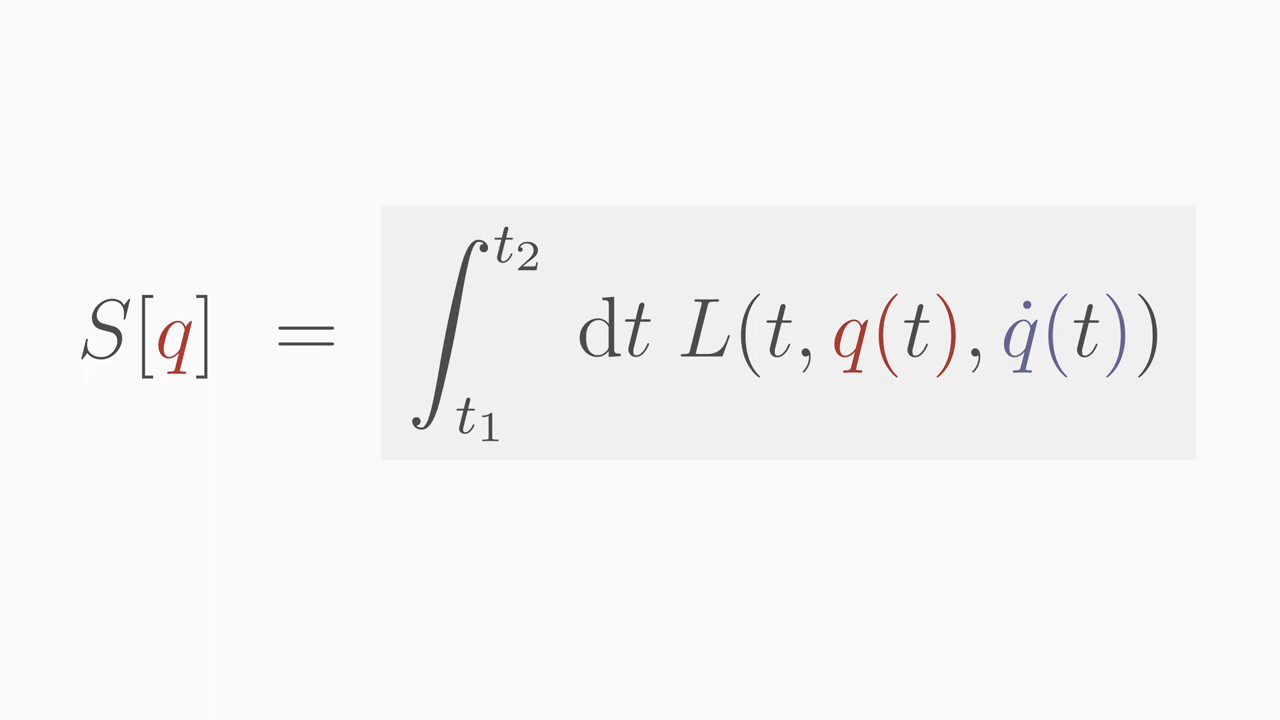 S[q] = ∫_{t_1}^{t_2} dt L(t, q(t), q̇(t))